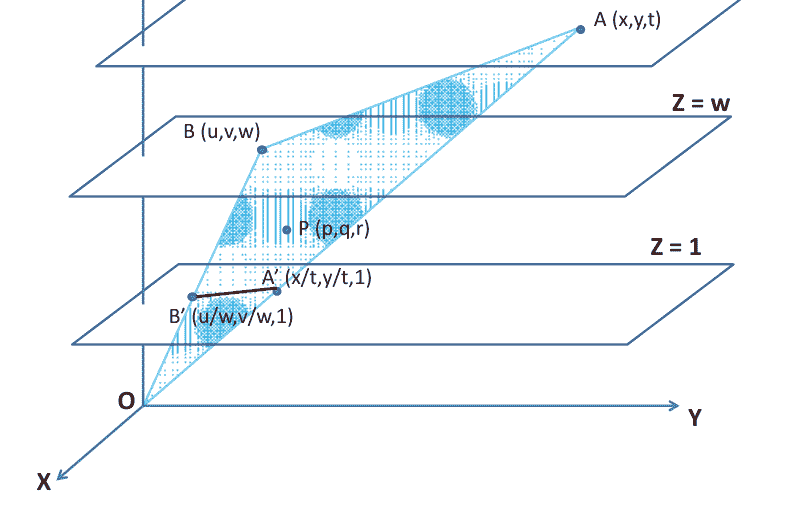 A (x,y,t)
Z = w
B (u,v,w)
P (p,q,r)
Z = 1
A’ (x/t,y/t,1)
B’ (u/w,v/w,1)
O
Y
X